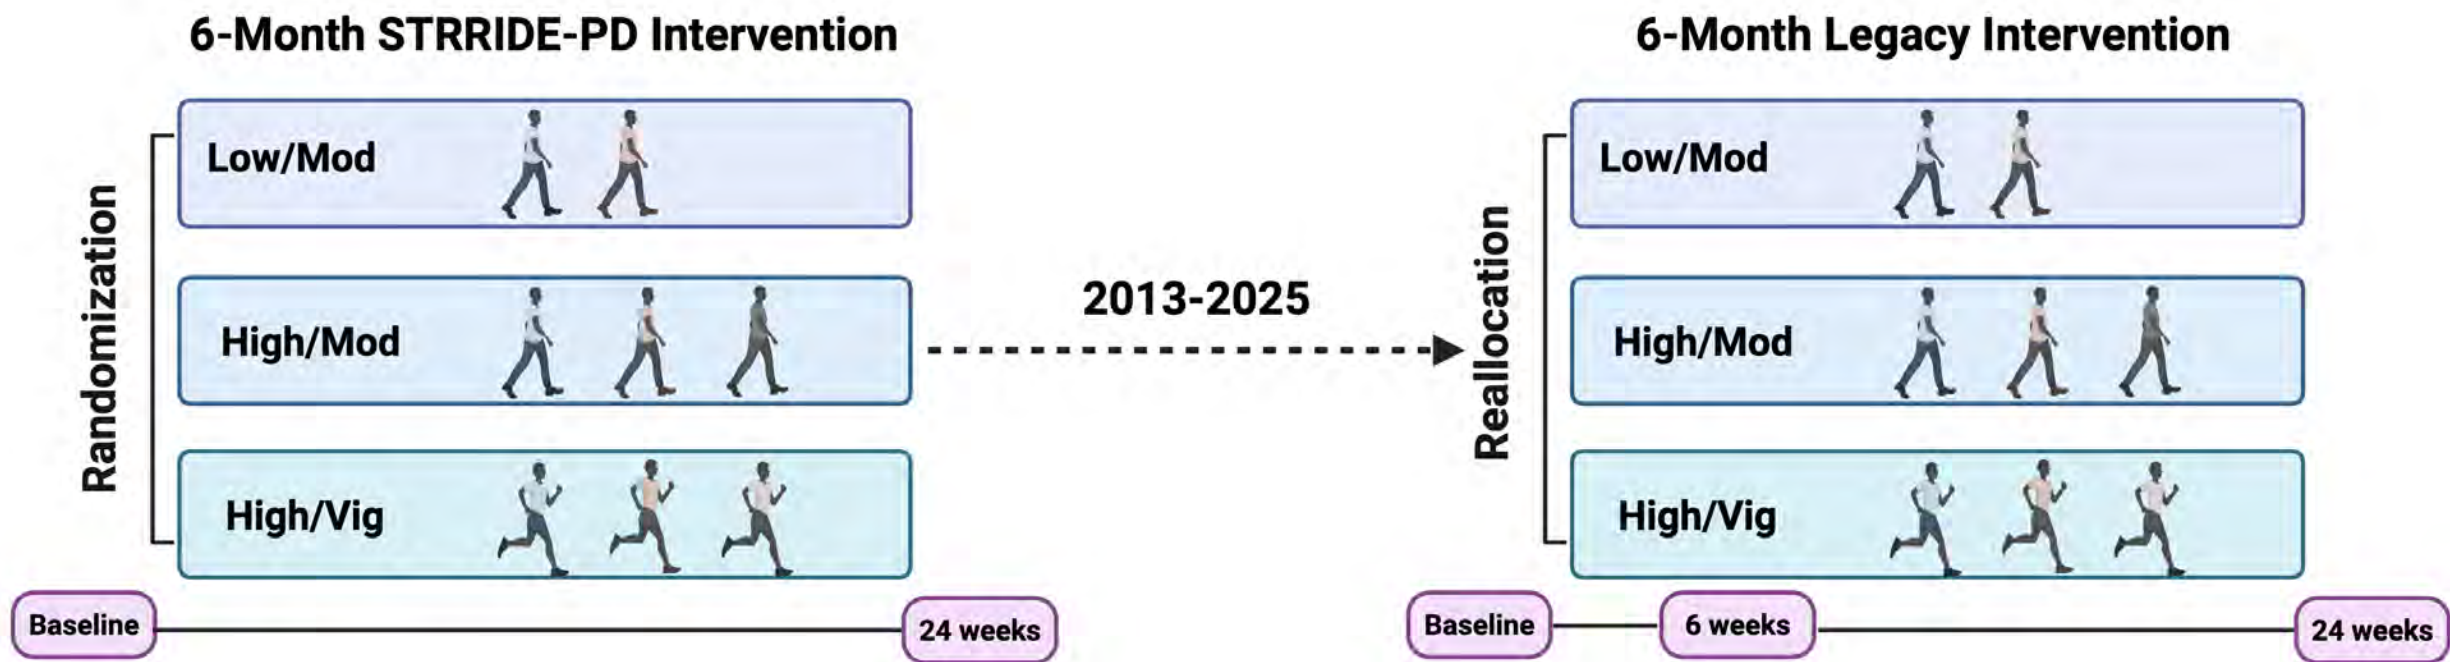 6-Month STRRIDE-PD Intervention
Randomization
Low/Mod
High/Mod
High/Vig
Baseline
24 weeks
2013-2025
6-Month Legacy Intervention
Reallocation
Low/Mod
High/Mod
High/Vig
Baseline
6 weeks
24 weeks